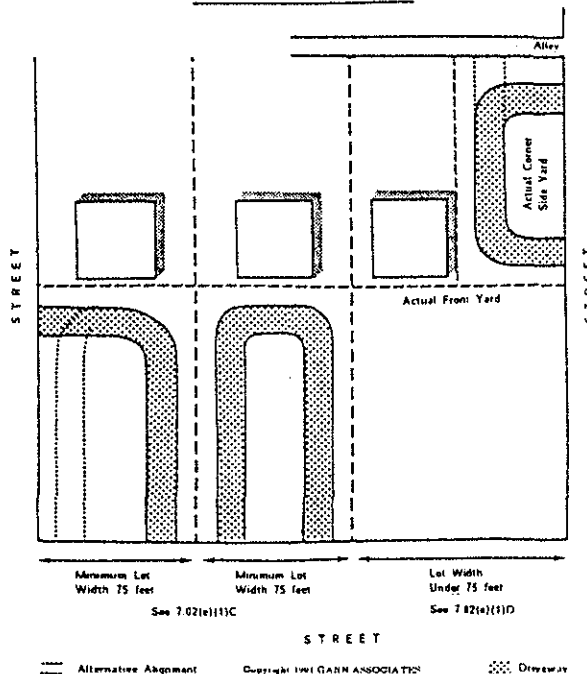 Alley
Actual Corner
Side Yard
STREET
STREET
Actual Front Yard
Minimum Lot
Width 75 feet
Minimum Lot
Width 75 feet
Lot Width
Under 75 feet
See 7.02(e)(1)C
See 7.02(e)(1)D
STREET
Alternative Alignment
Copyright 1991 GANN ASSOCIATES
Driveway